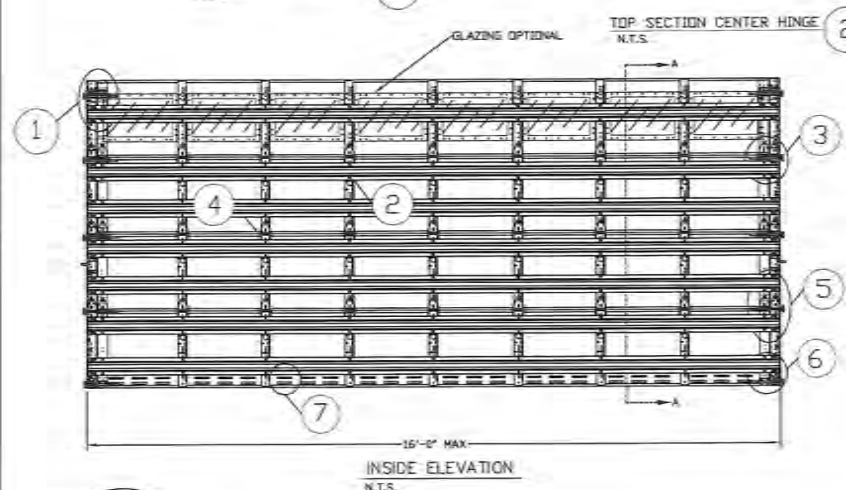 TOP SECTION CENTER HINGE
N.T.S.
2
GLAZING OPTIONAL
A
1
3
4
2
5
6
7
A
16'-0" MAX
INSIDE ELEVATION
N.T.S.